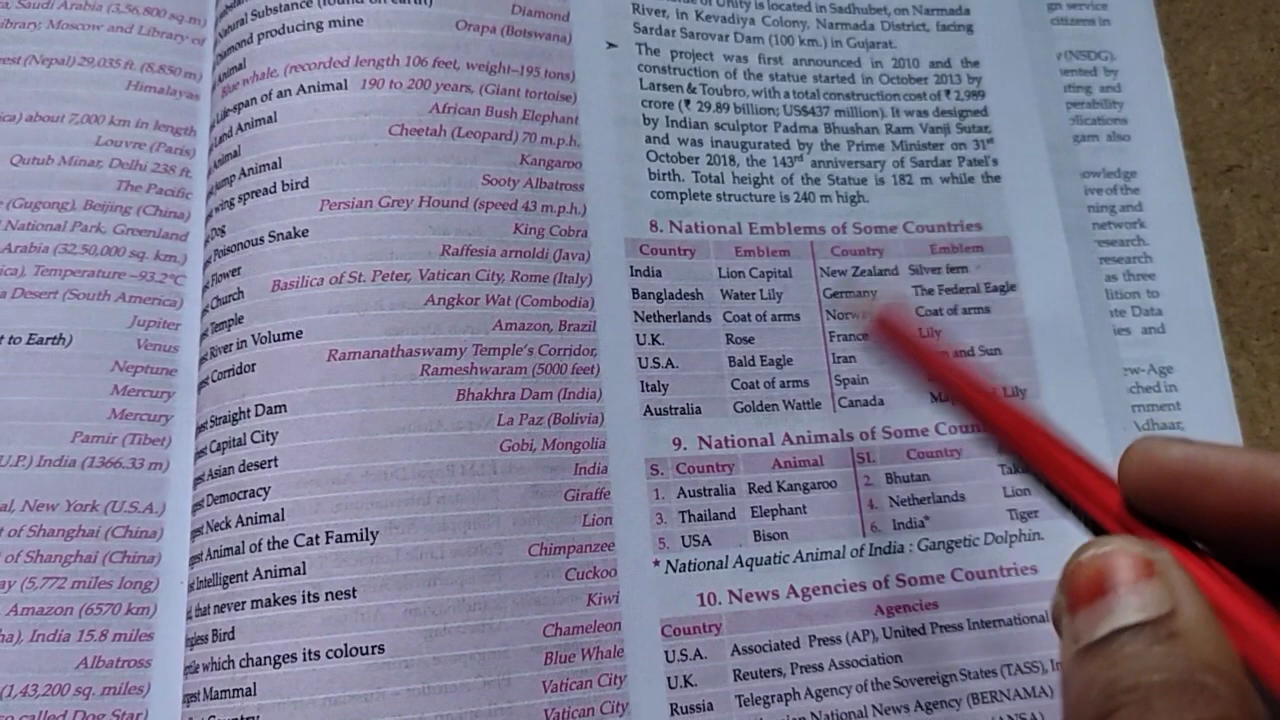 a, Saudi Arabia (3,56,800 sq.m)
ibrary; Moscow and Library of
rest (Nepal) 29,035 ft. (8,850 m)
Himalayas
ica) about 7,000 km in length
Louvre (Paris)
Qutub Minar, Delhi 238 ft.
The Pacific
(Gugong), Beijing (China)
National Park, Greenland
Arabia (32,50,000 sq. km.)
ica), Temperature –93.2°C
a Desert (South America)
Jupiter
t to Earth) Venus
Neptune
Mercury
Mercury
Pamir (Tibet)
U.P.) India (1366.33 m)
al, New York (U.S.A.)
t of Shanghai (China)
of Shanghai (China)
ay (5,772 miles long)
Amazon (6570 km)
ha), India 15.8 miles
Albatross
(1,43,200 sq. miles)
so called Dog Star)
Natural Substance (found on earth) Diamond
Diamond producing mine Orapa (Botswana)
Animal
Blue whale, (recorded length 106 feet, weight–195 tons)
Life-span of an Animal 190 to 200 years, (Giant tortoise)
Land Animal African Bush Elephant
Animal Cheetah (Leopard) 70 m.p.h.
Jump Animal Kangaroo
wing spread bird Sooty Albatross
Dog Persian Grey Hound (speed 43 m.p.h.)
Poisonous Snake King Cobra
Flower Raffesia arnoldi (Java)
Church Basilica of St. Peter, Vatican City, Rome (Italy)
Temple Angkor Wat (Combodia)
River in Volume Amazon, Brazil
Corridor Ramanathaswamy Temple's Corridor,
Rameshwaram (5000 feet)
est Straight Dam Bhakhra Dam (India)
est Capital City La Paz (Bolivia)
est Asian desert Gobi, Mongolia
est Democracy India
est Neck Animal Giraffe
est Animal of the Cat Family Lion
st Intelligent Animal Chimpanzee
that never makes its nest Cuckoo
gless Bird Kiwi
tile which changes its colours Chameleon
gest Mammal Blue Whale
Vatican City
Vatican City
of Unity is located in Sadhubet, on Narmada
River, in Kevadiya Colony, Narmada District, facing
Sardar Sarovar Dam (100 km.) in Gujarat.
➤ The project was first announced in 2010 and the
construction of the statue started in October 2013 by
Larsen & Toubro, with a total construction cost of ₹ 2,989
crore (₹ 29.89 billion; US$437 million). It was designed
by Indian sculptor Padma Bhushan Ram Vanji Sutar,
and was inaugurated by the Prime Minister on 31st
October 2018, the 143rd anniversary of Sardar Patel's
birth. Total height of the Statue is 182 m while the
complete structure is 240 m high.
8. National Emblems of Some Countries
Country Emblem Country Emblem
India Lion Capital New Zealand Silver fern
Bangladesh Water Lily Germany The Federal Eagle
Netherlands Coat of arms Norw Coat of arms
U.K. Rose France Lily
U.S.A. Bald Eagle Iran and Sun
Italy Coat of arms Spain
Australia Golden Wattle Canada Lily
9. National Animals of Some Coun
S. Country Animal SI. Country
1. Australia Red Kangaroo 2. Bhutan Taki
3. Thailand Elephant 4. Netherlands Lion
5. USA Bison 6. India* Tiger
* National Aquatic Animal of India : Gangetic Dolphin.
10. News Agencies of Some Countries
Country Agencies
U.S.A. Associated Press (AP), United Press International
U.K. Reuters, Press Association
Russia Telegraph Agency of the Sovereign States (TASS), In
National News Agency (BERNAMA)
gn service
citizens in
(NSDG).
iented by
sting and
perability
plications
gam also
owledge
ive of the
ning and
network
research.
research
as three
lition to
ite Data
ies and
ew-Age
ched in
rnment
Adhaar,